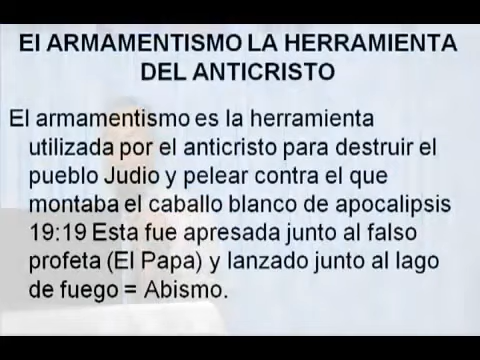 El ARMAMENTISMO LA HERRAMIENTA
DEL ANTICRISTO
El armamentismo es la herramienta
utilizada por el anticristo para destruir el
pueblo Judio y pelear contra el que
montaba el caballo blanco de apocalipsis
19:19 Esta fue apresada junto al falso
profeta (El Papa) y lanzado junto al lago
de fuego = Abismo.